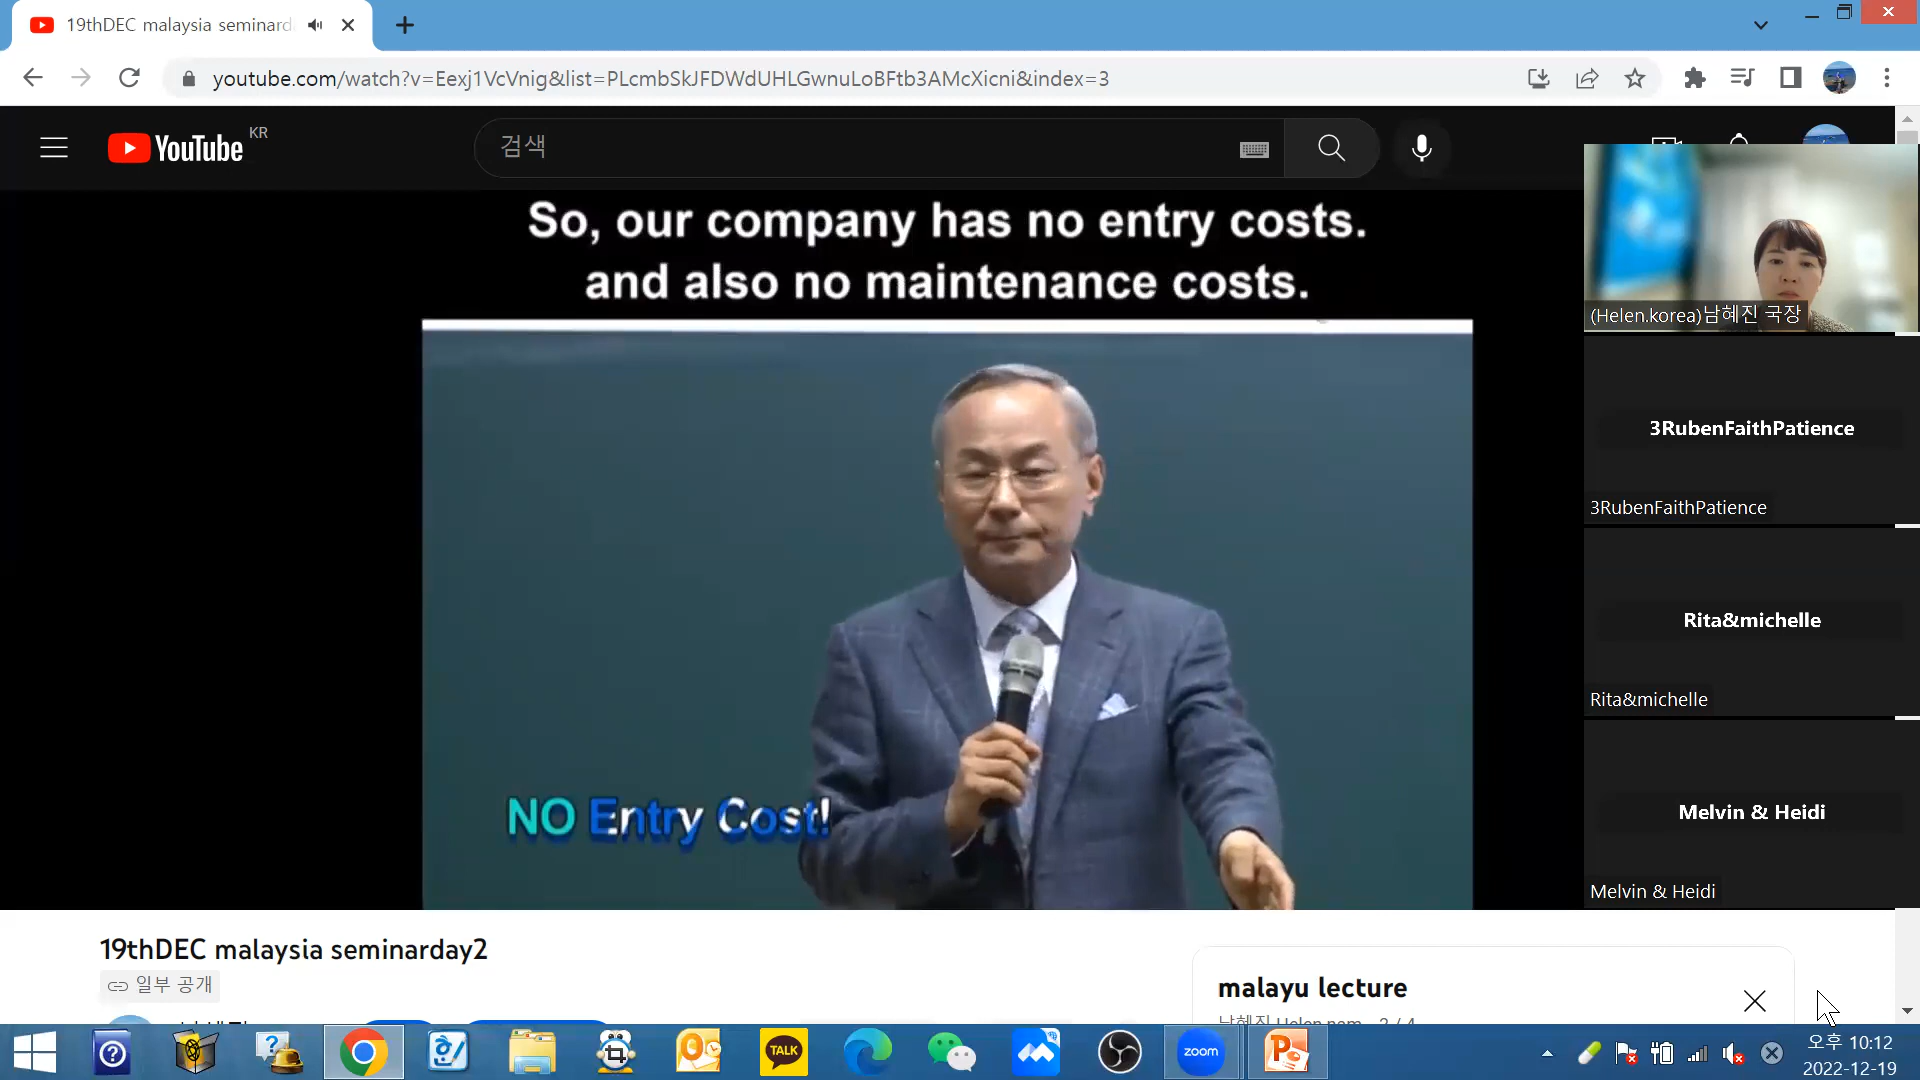 19thDEC malaysia seminard
youtube.com/watch?v=Eexj1VcVnig&list=PLcmbSkJFDWdUHLGwnuLoBFtb3AMcXicni&index=3
YouTube KR
검색
So, our company has no entry costs.
and also no maintenance costs.
NO Entry Cost!
(Helen.korea)남혜진 국장
3RubenFaithPatience
3RubenFaithPatience
Rita&michelle
Rita&michelle
Melvin & Heidi
Melvin & Heidi
19thDEC malaysia seminarday2
일부 공개
malayu lecture
TALK
zoom
오후 10:12
2022-12-19